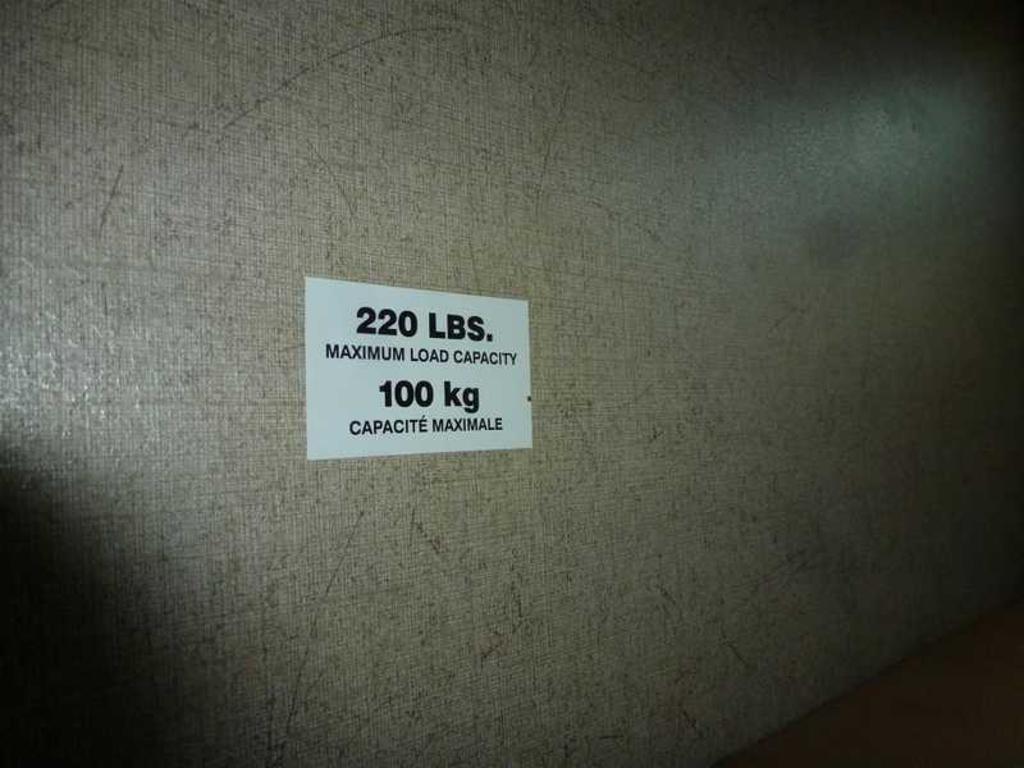 220 LBS.
MAXIMUM LOAD CAPACITY
100 kg
CAPACITÉ MAXIMALE